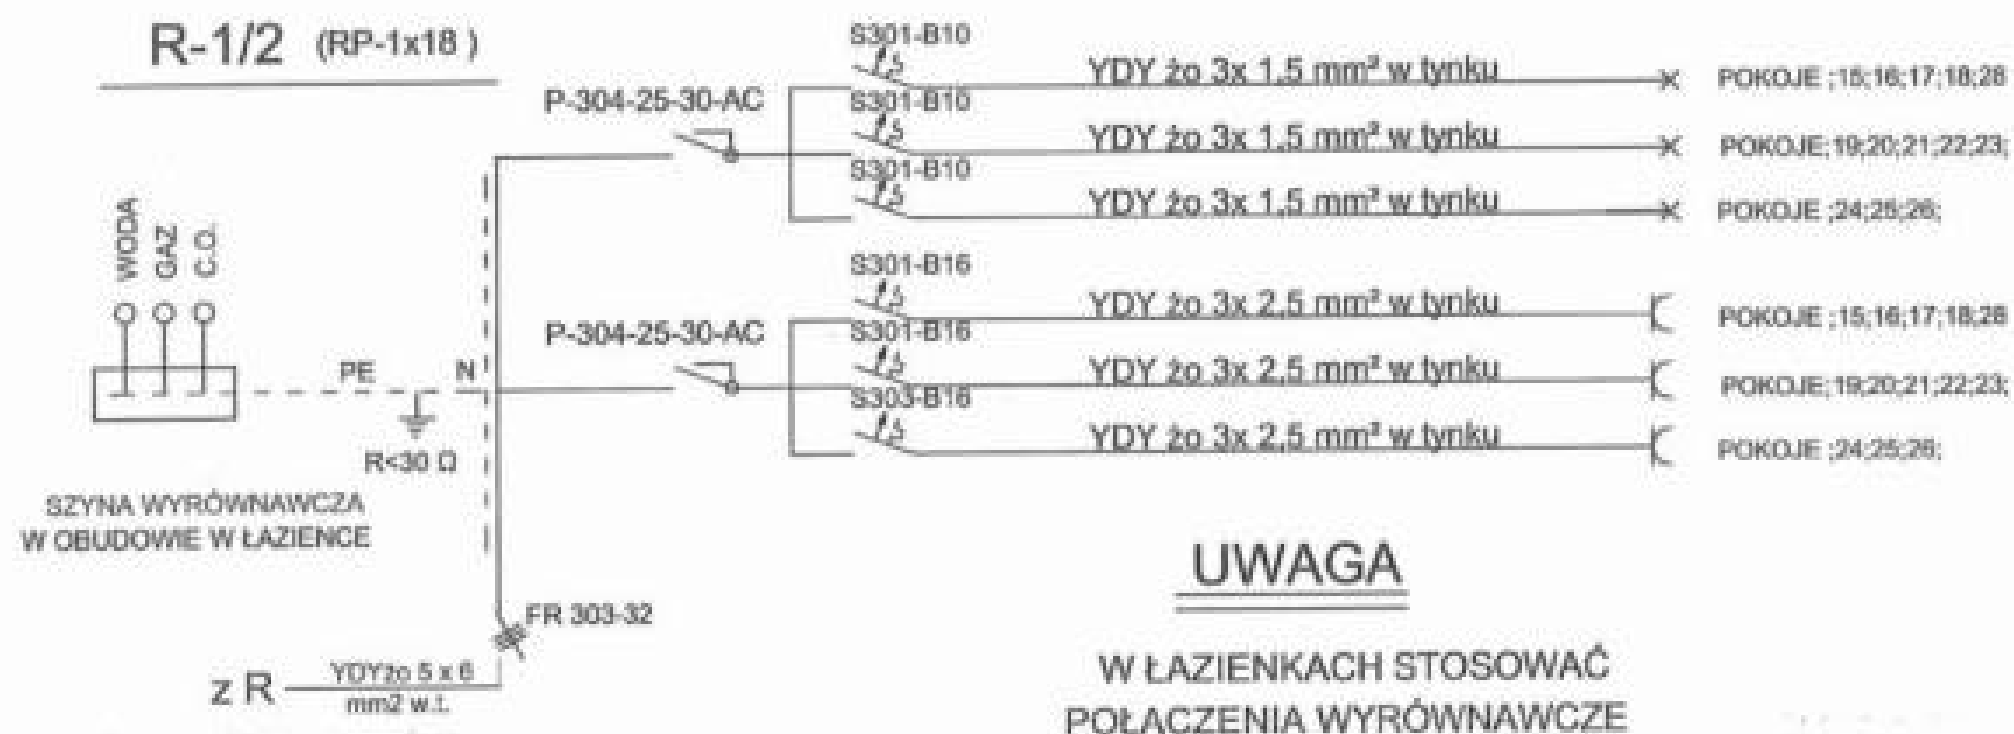 R-1/2 (RP-1x18 )
S301-B10
YDY żo 3x 1,5 mm² w tynku
POKOJE ;15;16;17;18;28
P-304-25-30-AC
S301-B10
YDY żo 3x 1,5 mm² w tynku
POKOJE; 19;20;21;22;23;
S301-B10
YDY żo 3x 1,5 mm² w tynku
POKOJE ;24;25;26;
WODA
GAZ
C.O.
S301-B16
YDY żo 3x 2,5 mm² w tynku
POKOJE ;15;16;17;18;28
P-304-25-30-AC
S301-B16
YDY żo 3x 2,5 mm² w tynku
POKOJE; 19;20;21;22;23;
PE
N
S303-B16
YDY żo 3x 2,5 mm² w tynku
POKOJE ;24;25;26;
R<30 Ω
SZYNA WYRÓWNAWCZA
W OBUDOWIE W ŁAZIENCE
FR 303-32
z R
YDYżo 5 x 6
mm2 w.t.
UWAGA
W ŁAZIENKACH STOSOWAĆ
POŁACZENIA WYRÓWNAWCZE